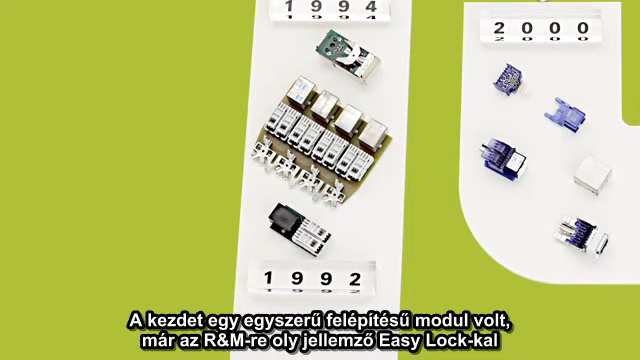 1994
2000
1992
A kezdet egy egyszerű felépítésű modul volt,
már az R&M-re oly jellemző Easy Lock-kal